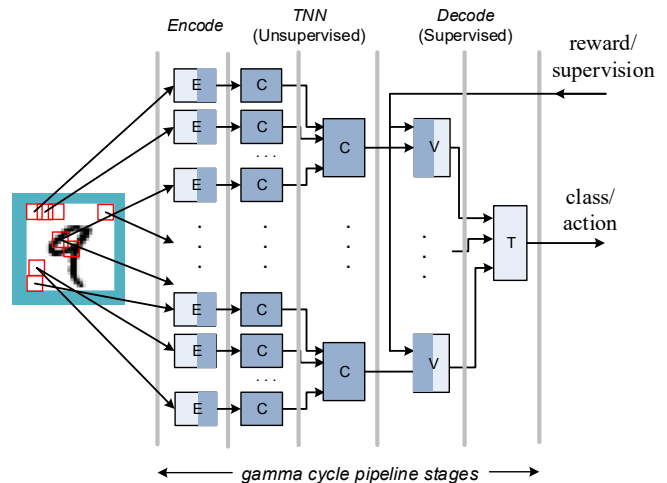 Encode
TNN
(Unsupervised)
Decode
(Supervised)
reward/
supervision
E
C
E
C
...
C
V
E
C
class/
action
T
E
C
E
C
V
C
...
E
C
gamma cycle pipeline stages